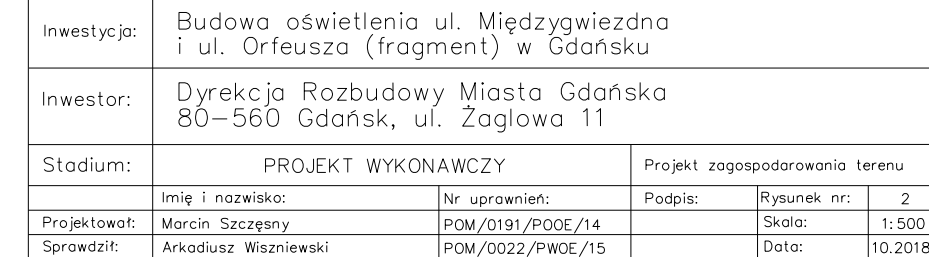 Inwestycja: Budowa oświetlenia ul. Międzygwiezdna
i ul. Orfeusza (fragment) w Gdańsku
Inwestor: Dyrekcja Rozbudowy Miasta Gdańska
80-560 Gdańsk, ul. Żaglowa 11
Stadium: PROJEKT WYKONAWCZY Projekt zagospodarowania terenu
Imię i nazwisko: Nr uprawnień: Podpis: Rysunek nr: 2
Projektował: Marcin Szczęsny POM/0191/POOE/14 Skala: 1:500
Sprawdził: Arkadiusz Wiszniewski POM/0022/PWOE/15 Data: 10.2018